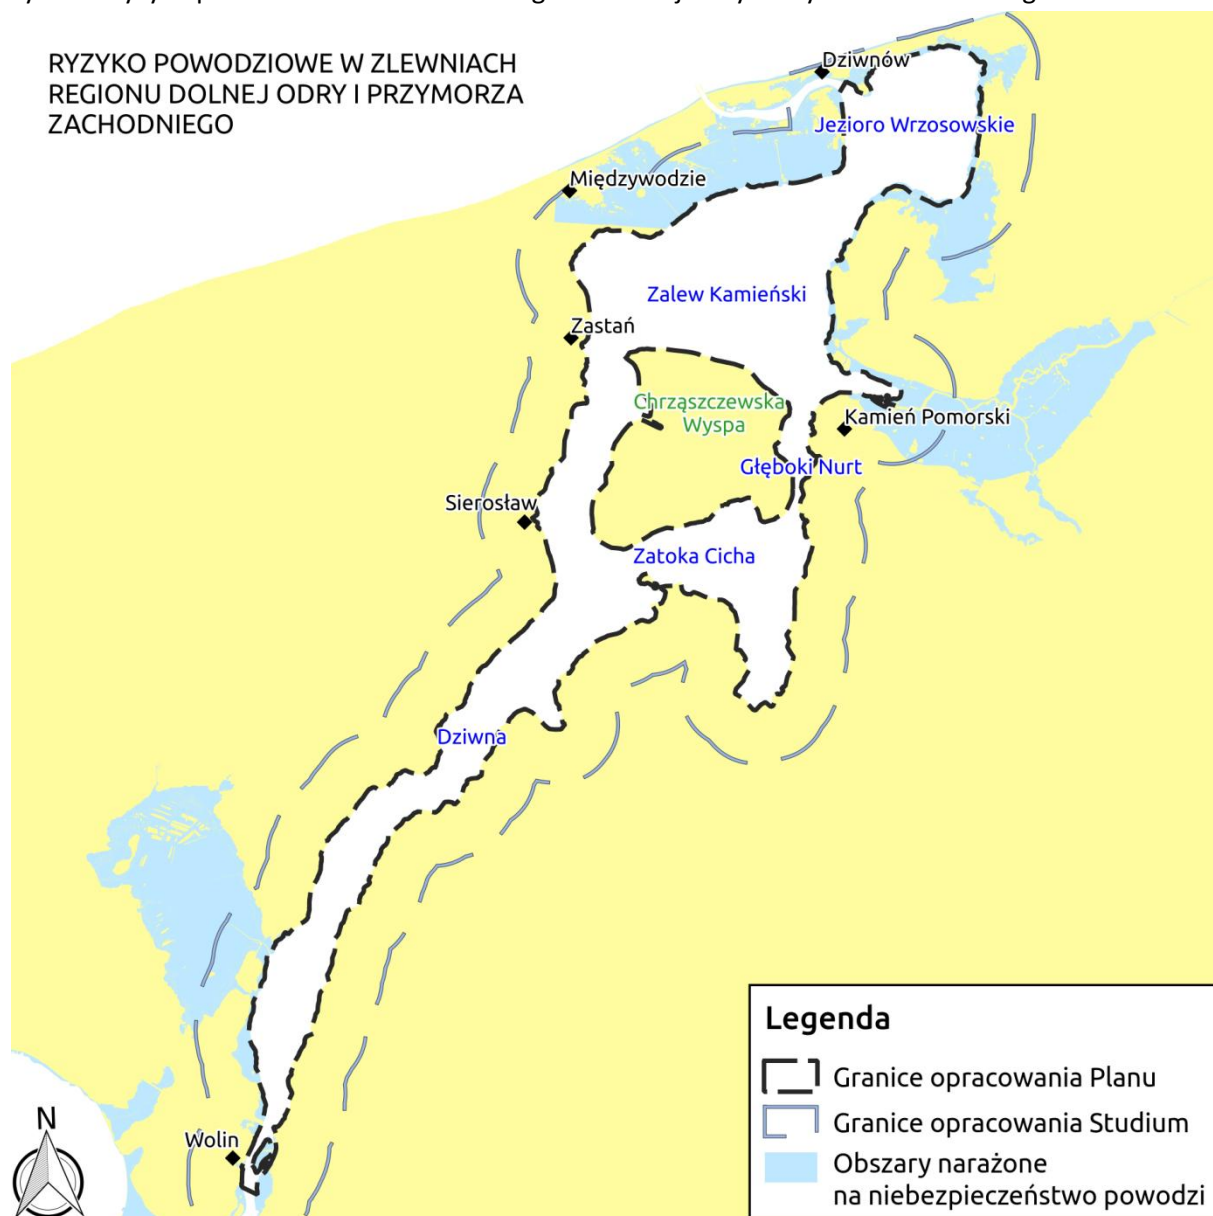 RYZYKO POWODZIOWE W ZLEWNIACH
REGIONU DOLNEJ ODRY I PRZYMORZA
ZACHODNIEGO
Dziwnów
Jezioro Wrzosowskie
Międzywodzie
Zalew Kamieński
Zastań
Chrząszczewska
Wyspa
Kamień Pomorski
Głęboki Nurt
Sierosław
Zatoka Cicha
Dziwna
Legenda
Granice opracowania Planu
Granice opracowania Studium
Obszary narażone
na niebezpieczeństwo powodzi
N
Wolin